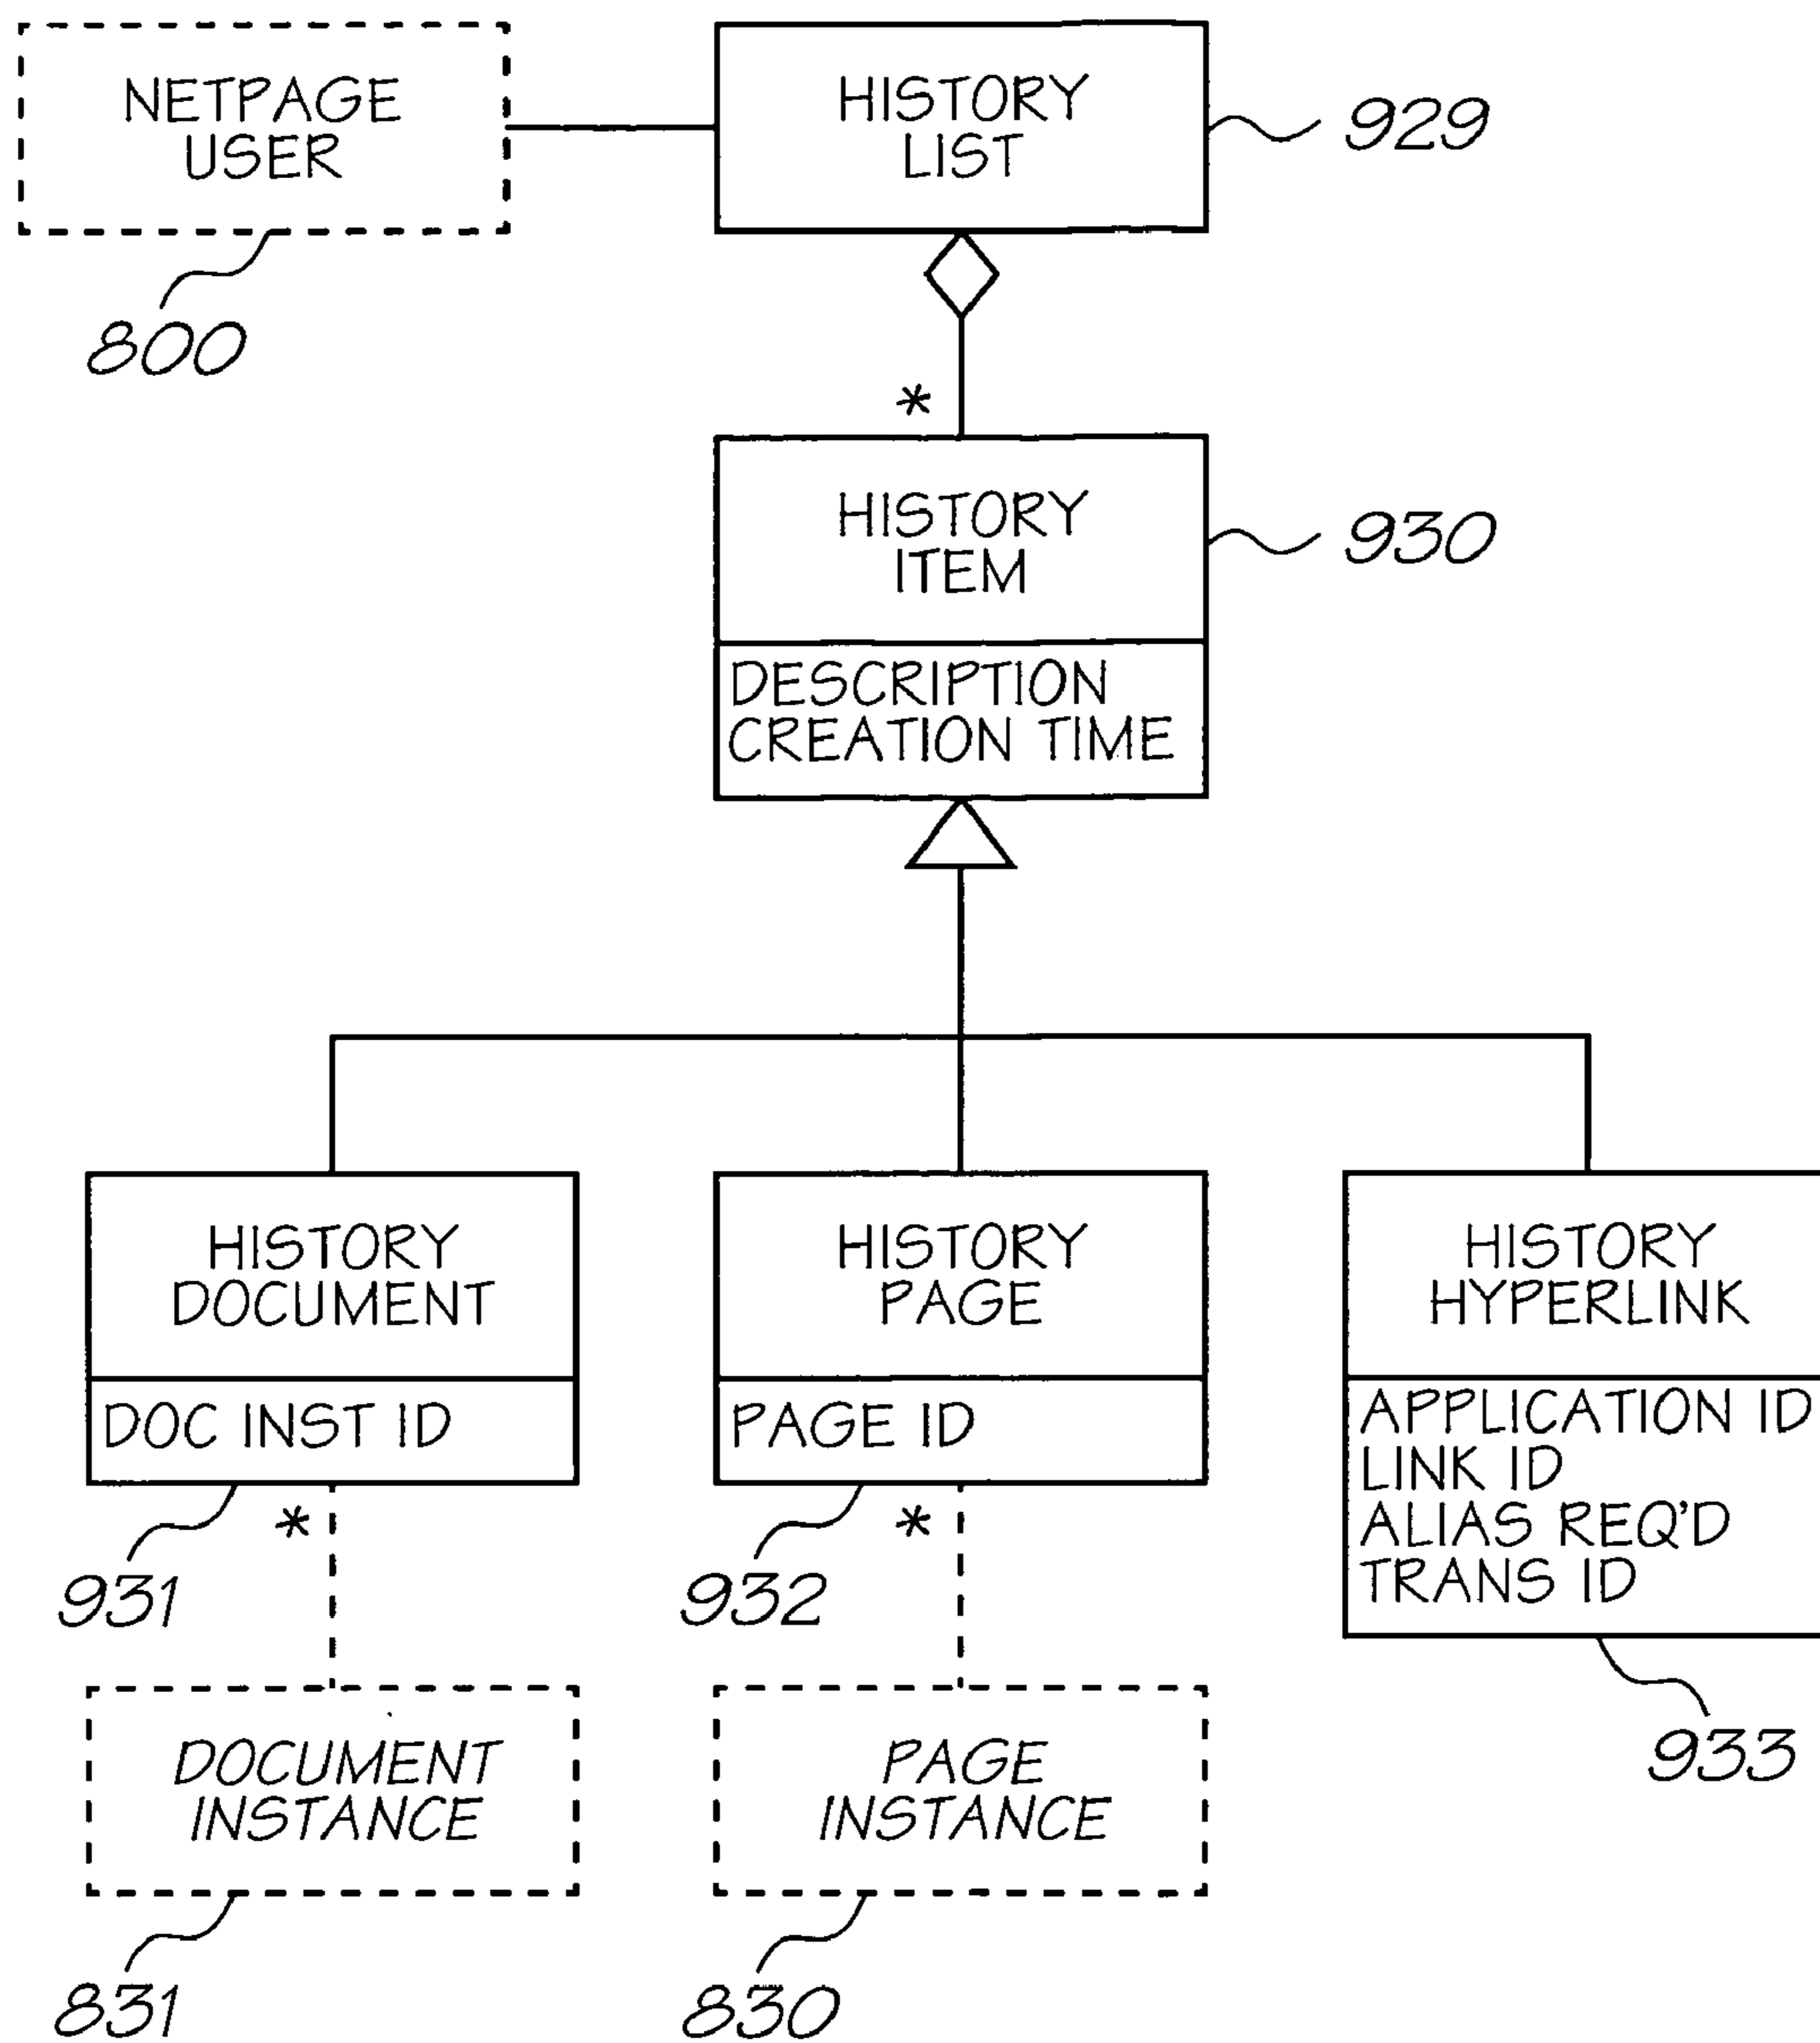 NETPAGE
USER
800
HISTORY
LIST
929
*
HISTORY
ITEM
930
DESCRIPTION
CREATION TIME
HISTORY
DOCUMENT
DOC INST ID
931
*
HISTORY
PAGE
PAGE ID
932
*
HISTORY
HYPERLINK
APPLICATION ID
LINK ID
ALIAS REQ'D
TRANS ID
933
DOCUMENT
INSTANCE
831
PAGE
INSTANCE
830